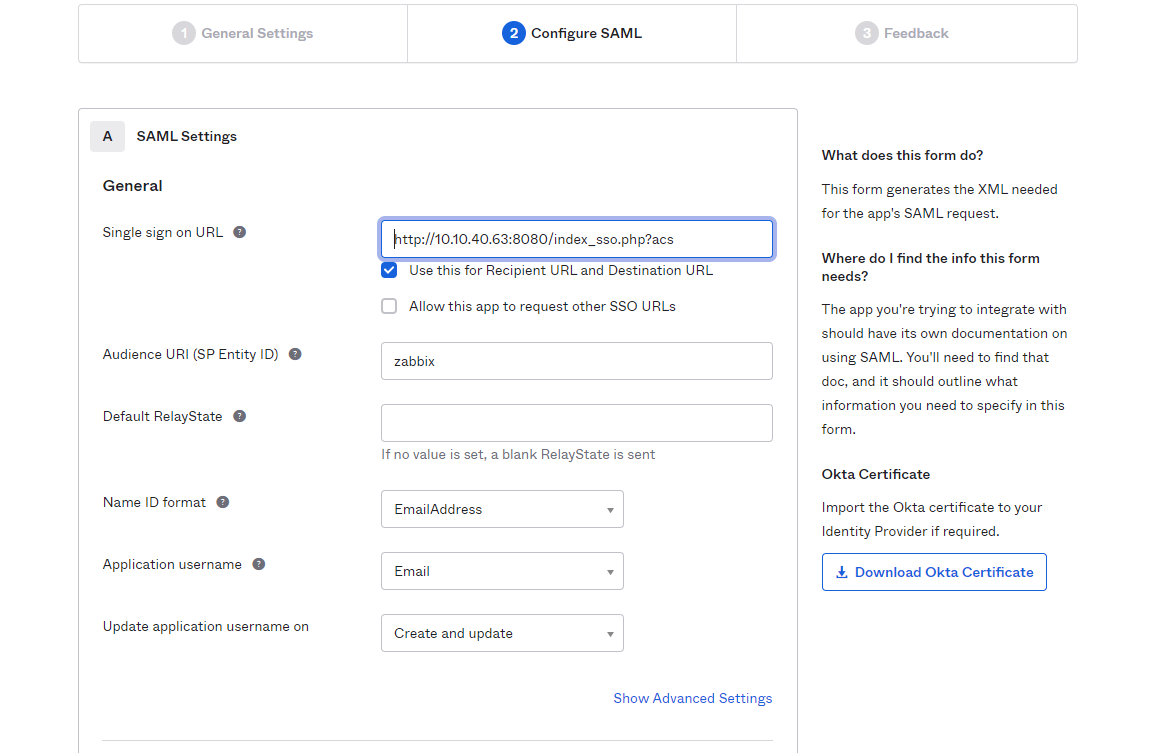 1 General Settings
2 Configure SAML
3 Feedback
A SAML Settings
General
Single sign on URL ?
http://10.10.40.63:8080/index_sso.php?acs
Use this for Recipient URL and Destination URL
Allow this app to request other SSO URLs
Audience URI (SP Entity ID) ?
zabbix
Default RelayState ?
If no value is set, a blank RelayState is sent
Name ID format ?
EmailAddress
Application username ?
Email
Update application username on
Create and update
Show Advanced Settings
What does this form do?
This form generates the XML needed
for the app's SAML request.
Where do I find the info this form
needs?
The app you're trying to integrate with
should have its own documentation on
using SAML. You'll need to find that
doc, and it should outline what
information you need to specify in this
form.
Okta Certificate
Import the Okta certificate to your
Identity Provider if required.
Download Okta Certificate